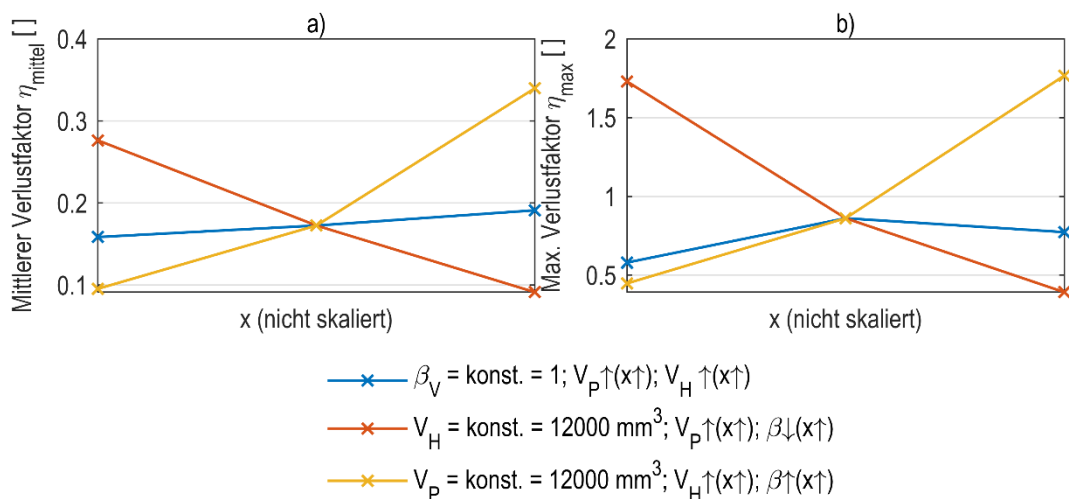 a)
Mittlerer Verlustfaktor η_mittel [ ]
0.4
0.3
0.2
0.1
x (nicht skaliert)
b)
Max. Verlustfaktor η_max [ ]
2
1.5
1
0.5
x (nicht skaliert)
β_V = konst. = 1; V_P↑(x↑); V_H ↑(x↑)
V_H = konst. = 12000 mm³; V_P↑(x↑); β↓(x↑)
V_P = konst. = 12000 mm³; V_H↑(x↑); β↑(x↑)